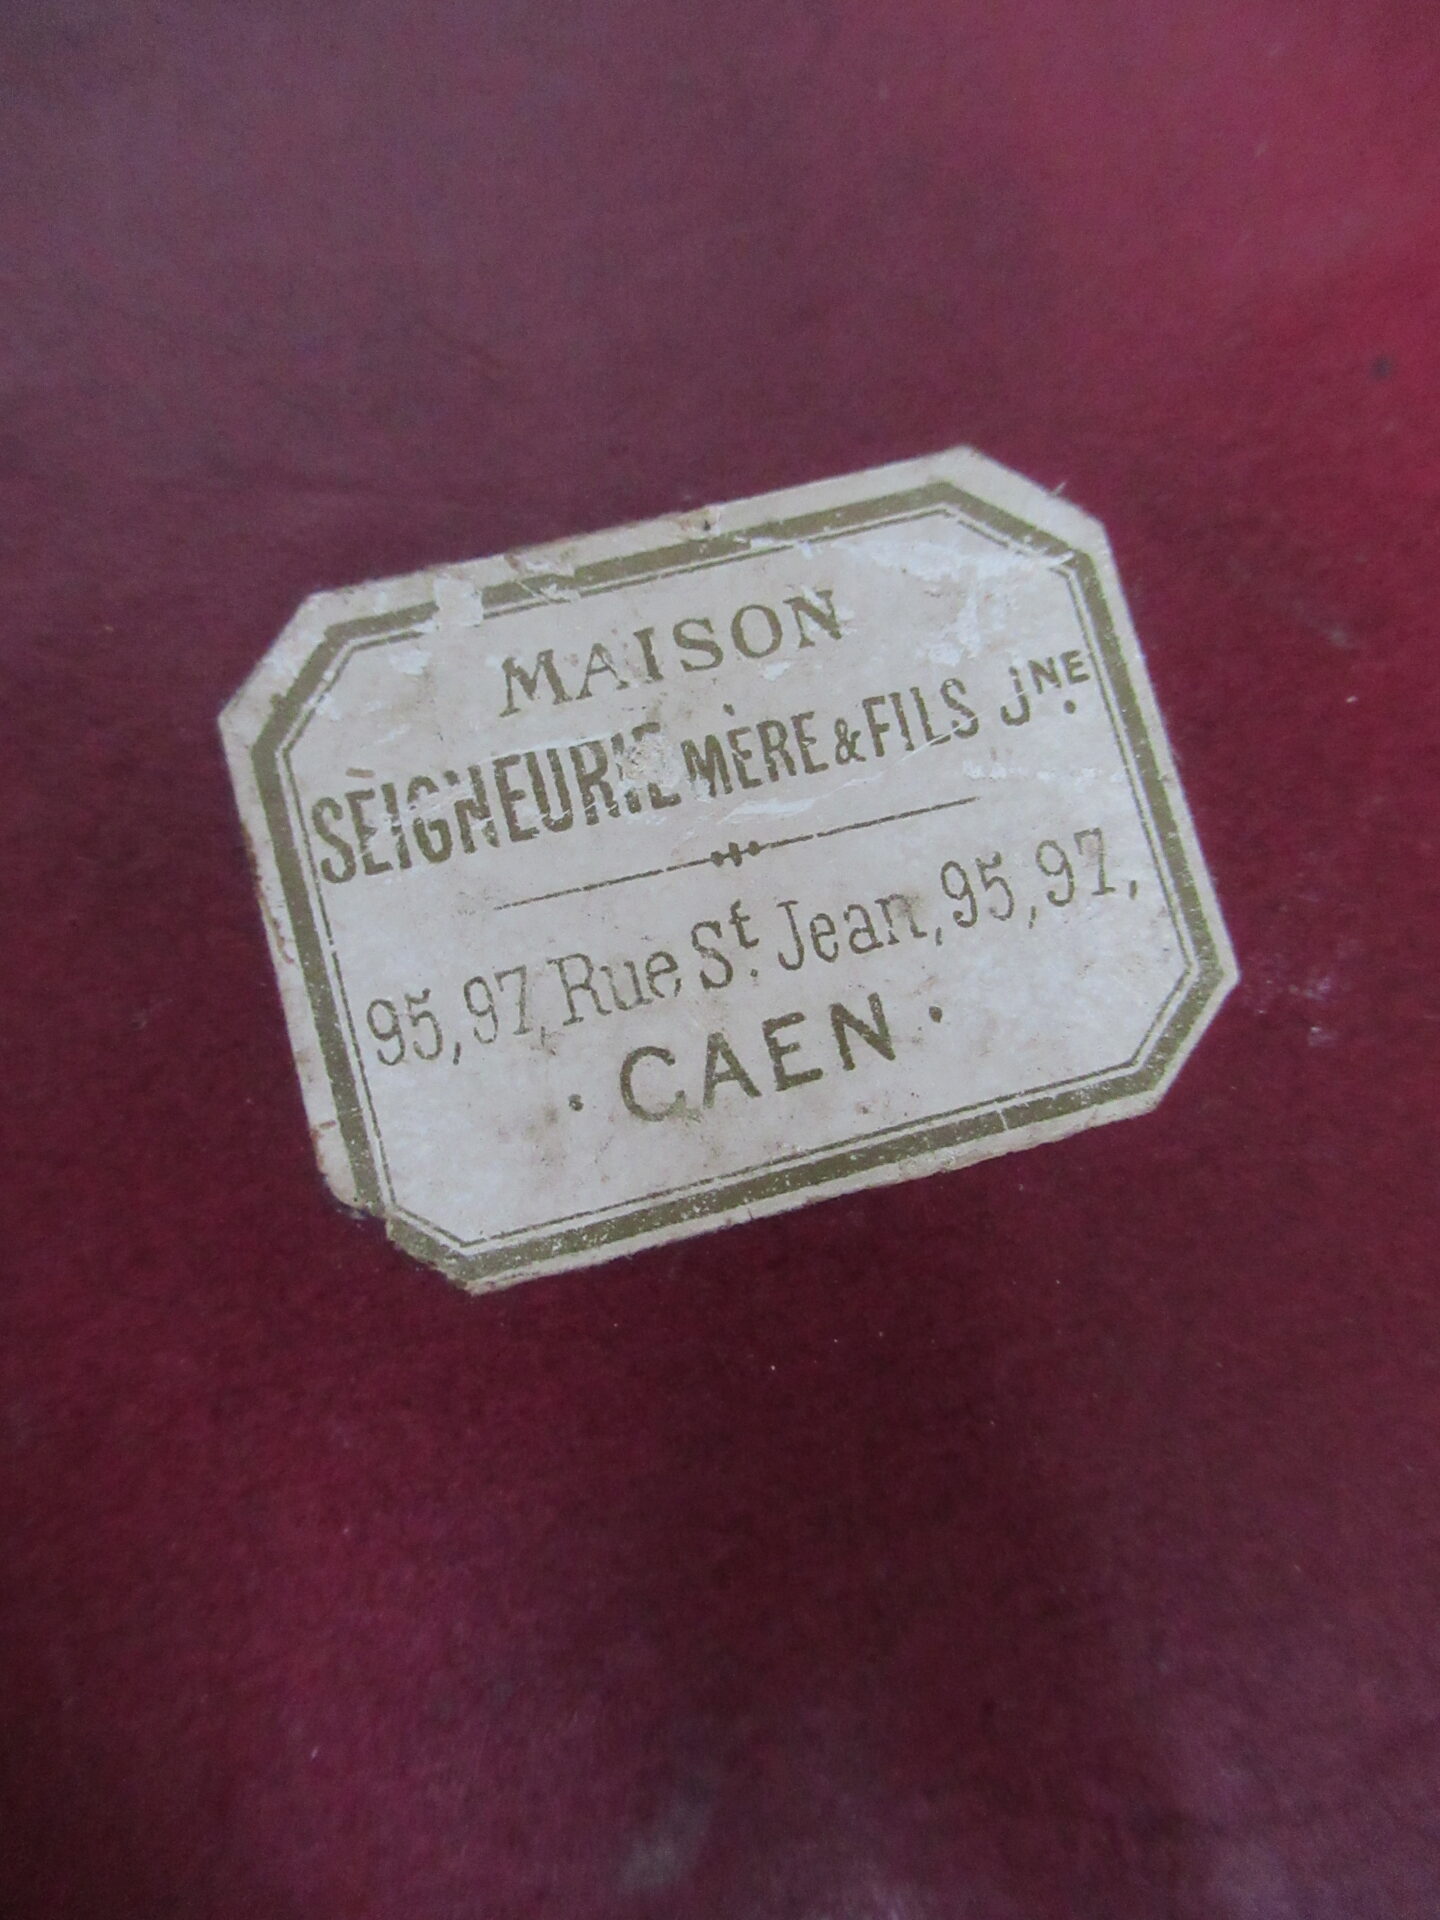 MAISON
SEIGNEURIE MÈRE & FILS JNE.
95, 97, Rue St. Jean, 95, 97,
· CAEN ·